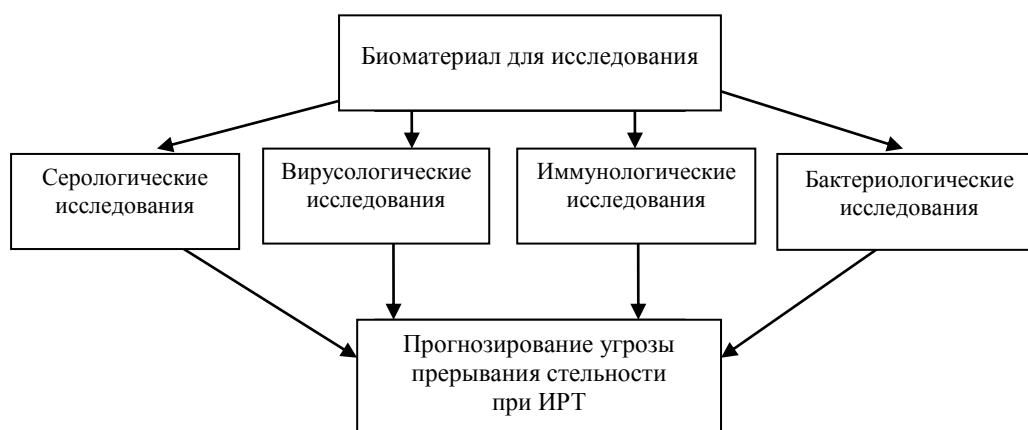 Биоматериал для исследования
Серологические
исследования
Вирусологические
исследования
Иммунологические
исследования
Бактериологические
исследования
Прогнозирование угрозы
прерывания стельности
при ИРТ